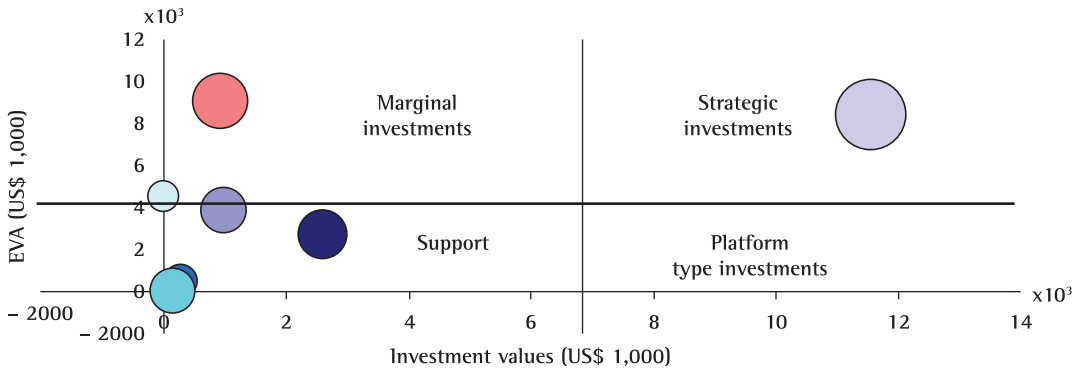 x10³
12
10
8
6
4
2
0
– 2000
– 2000
EVA (US$ 1,000)
Marginal
investments
Strategic
investments
Support
Platform
type investments
0
2
4
6
8
10
12
14
x10³
Investment values (US$ 1,000)